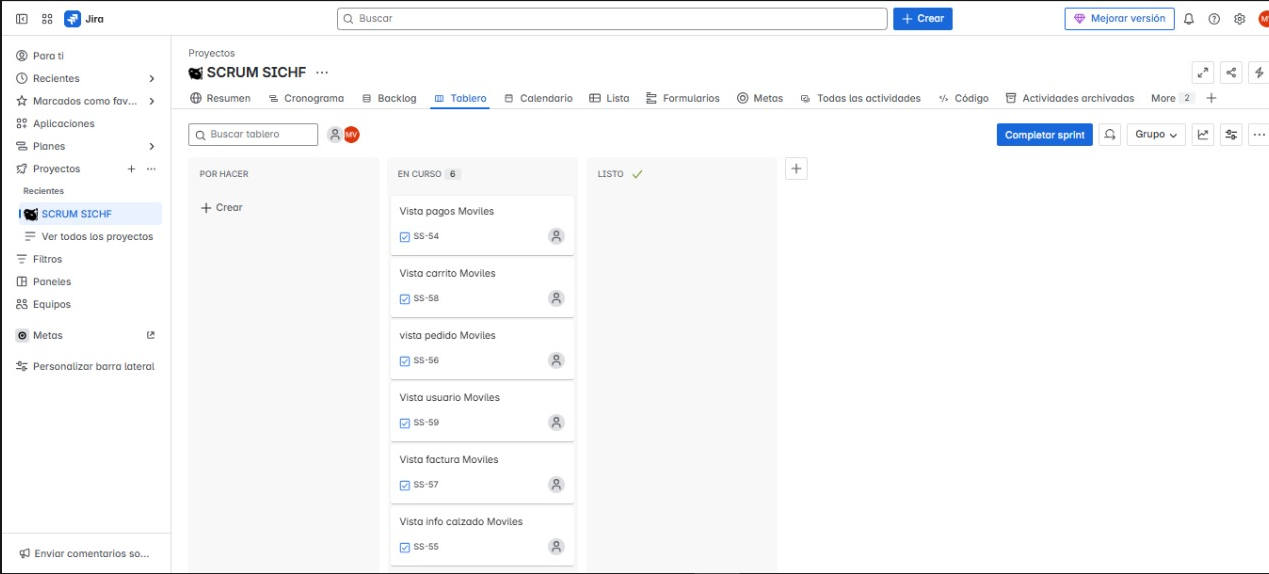 Jira
Buscar
+ Crear
Mejorar versión
Para ti
Recientes
Marcados como fav...
Aplicaciones
Planes
Proyectos
Recientes
SCRUM SICHF
Ver todos los proyectos
Filtros
Paneles
Equipos
Metas
Personalizar barra lateral
Enviar comentarios so...
Proyectos
SCRUM SICHF ...
Resumen Cronograma Backlog Tablero Calendario Lista Formularios Metas Todas las actividades Código Actividades archivadas More 2 +
Buscar tablero MV Completar sprint Grupo
POR HACER
+ Crear
EN CURSO 6
Vista pagos Moviles
SS-54
Vista carrito Moviles
SS-58
vista pedido Moviles
SS-56
Vista usuario Moviles
SS-59
Vista factura Moviles
SS-57
Vista info calzado Moviles
SS-55
LISTO